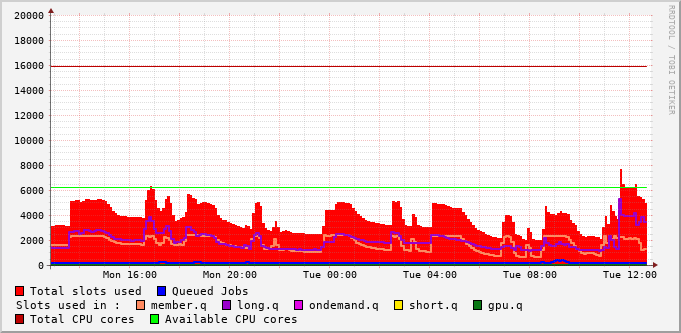 20000
18000
16000
14000
12000
10000
8000
6000
4000
2000
0
Mon 16:00 Mon 20:00 Tue 00:00 Tue 04:00 Tue 08:00 Tue 12:00
RRDTOOL / TOBI OETIKER
Total slots used Queued Jobs
Slots used in : member.q long.q ondemand.q short.q gpu.q
Total CPU cores Available CPU cores